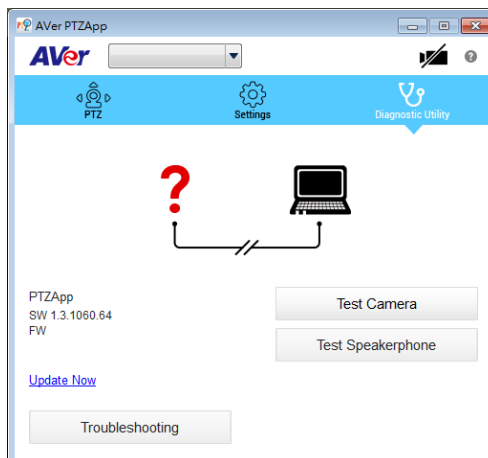 AVer PTZApp
AVer
PTZ
Settings
Diagnostic Utility
?
PTZApp
SW 1.3.1060.64
FW
Test Camera
Test Speakerphone
Update Now
Troubleshooting